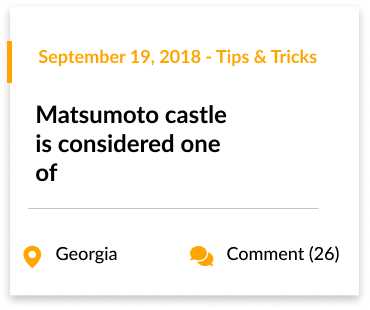 September 19, 2018 - Tips & Tricks
Matsumoto castle
is considered one
of
Georgia
Comment (26)